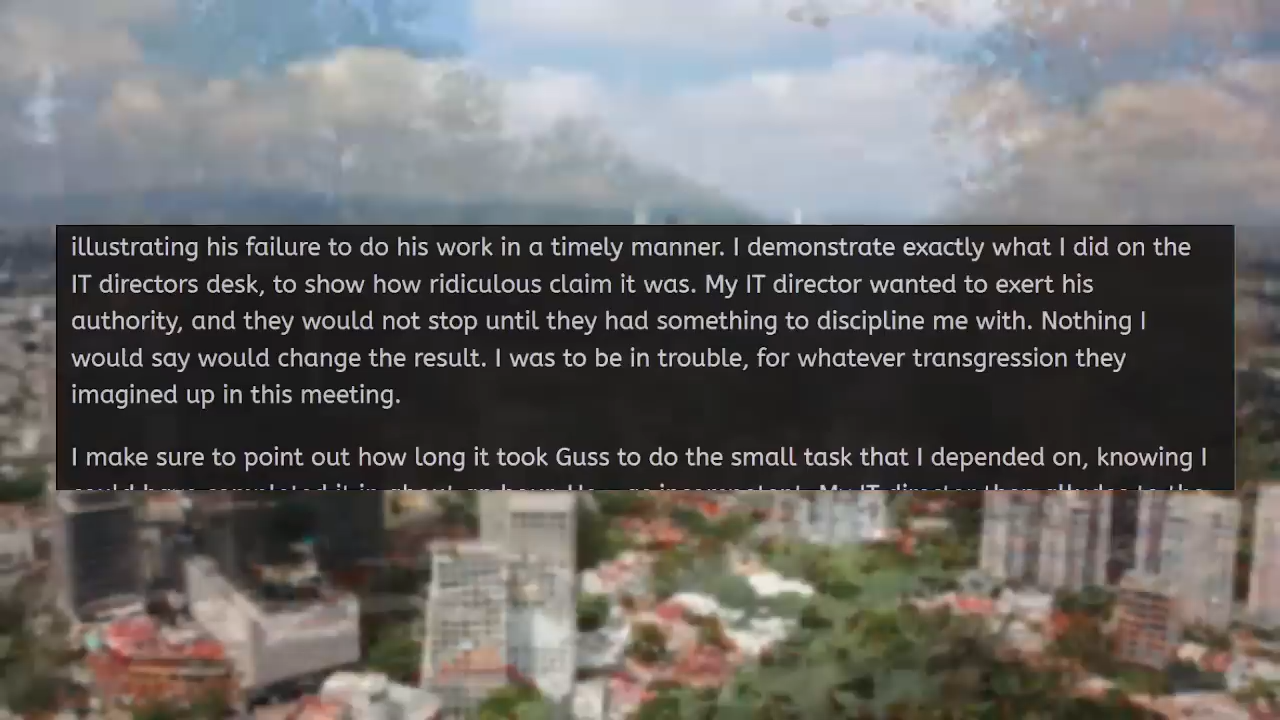 illustrating his failure to do his work in a timely manner. I demonstrate exactly what I did on the
IT directors desk, to show how ridiculous claim it was. My IT director wanted to exert his
authority, and they would not stop until they had something to discipline me with. Nothing I
would say would change the result. I was to be in trouble, for whatever transgression they
imagined up in this meeting.
I make sure to point out how long it took Guss to do the small task that I depended on, knowing I